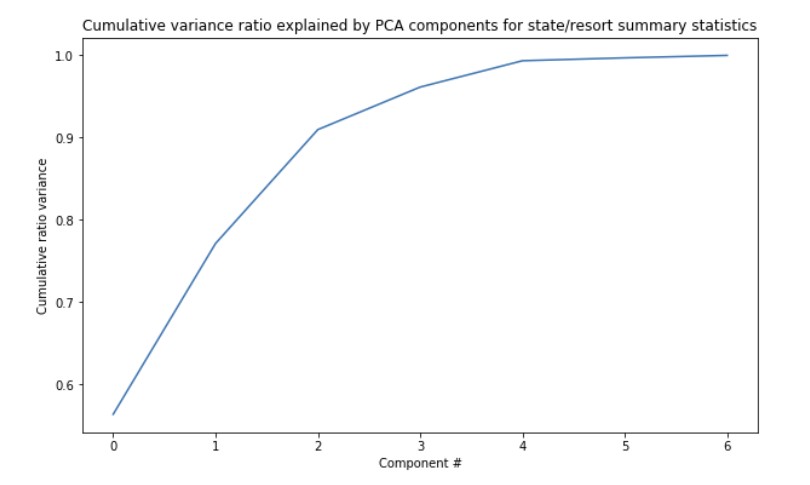 Cumulative variance ratio explained by PCA components for state/resort summary statistics
1.0
0.9
0.8
0.7
0.6
Cumulative ratio variance
0 1 2 3 4 5 6
Component #